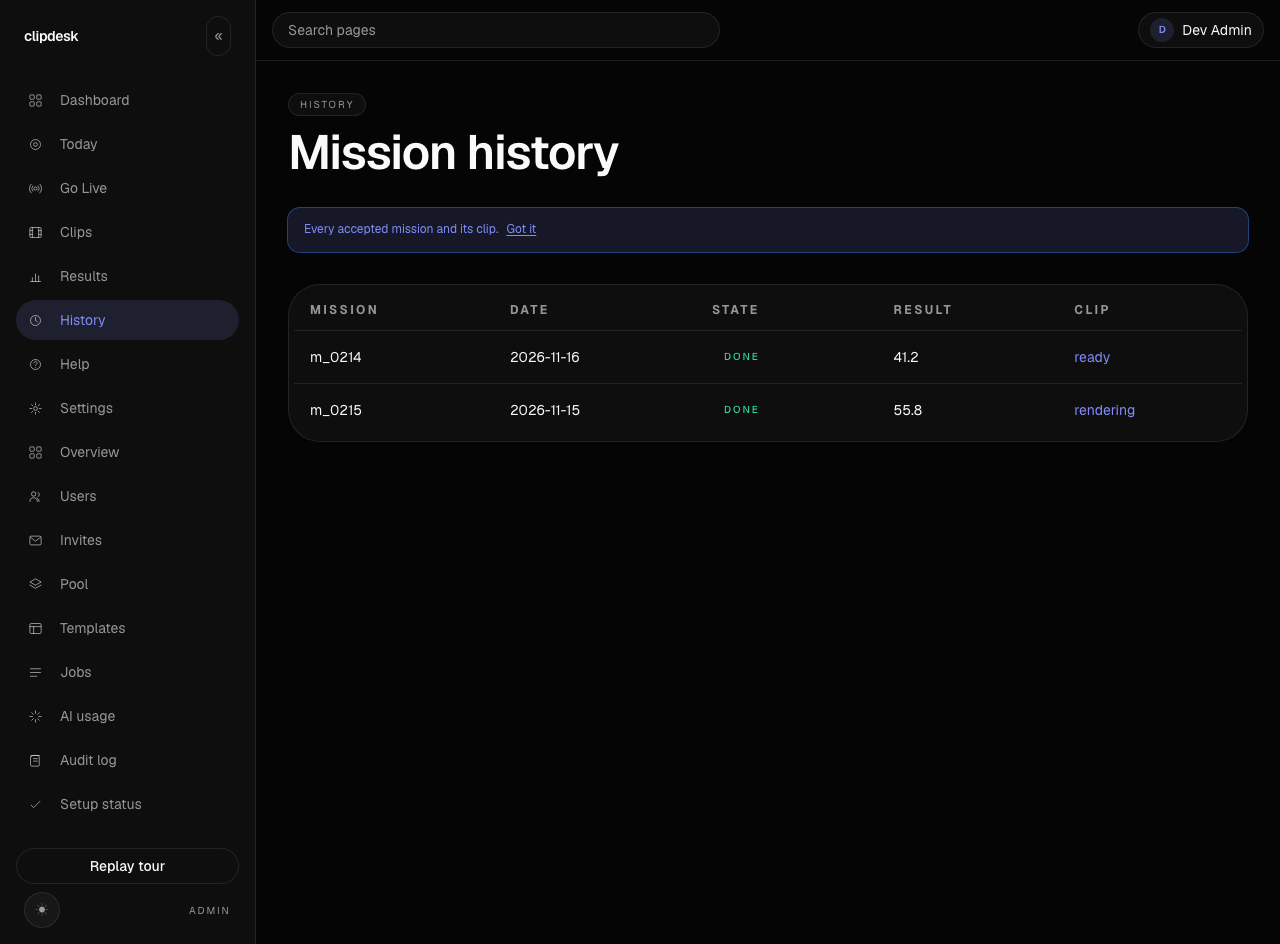 clipdesk
«
Search pages
D
Dev Admin
Dashboard
Today
Go Live
Clips
Results
History
Help
Settings
Overview
Users
Invites
Pool
Templates
Jobs
AI usage
Audit log
Setup status
Replay tour
ADMIN
HISTORY
Mission history
Every accepted mission and its clip. Got it
MISSION DATE STATE RESULT CLIP
m_0214 2026-11-16 DONE 41.2 ready
m_0215 2026-11-15 DONE 55.8 rendering